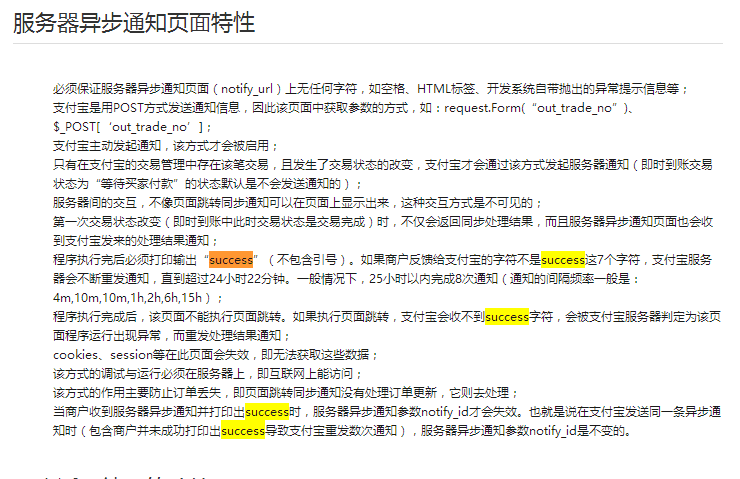 服务器异步通知页面特性
必须保证服务器异步通知页面（notify_url）上无任何字符，如空格、HTML标签、开发系统自带抛出的异常提示信息等；
支付宝是用POST方式发送通知信息，因此该页面中获取参数的方式，如：request.Form(“out_trade_no”)、
$_POST[‘out_trade_no’]；
支付宝主动发起通知，该方式才会被启用；
只有在支付宝的交易管理中存在该笔交易，且发生了交易状态的改变，支付宝才会通过该方式发起服务器通知（即时到账交易
状态为“等待买家付款”的状态默认是不会发送通知的）；
服务器间的交互，不像页面跳转同步通知可以在页面上显示出来，这种交互方式是不可见的；
第一次交易状态改变（即时到账中此时交易状态是交易完成）时，不仅会返回同步处理结果，而且服务器异步通知页面也会收
到支付宝发来的处理结果通知；
程序执行完后必须打印输出“success”（不包含引号）。如果商户反馈给支付宝的字符不是success这7个字符，支付宝服务
器会不断重发通知，直到超过24小时22分钟。一般情况下，25小时以内完成8次通知（通知的间隔频率一般是：
4m,10m,10m,1h,2h,6h,15h）；
程序执行完成后，该页面不能执行页面跳转。如果执行页面跳转，支付宝会收不到success字符，会被支付宝服务器判定为该页
面程序运行出现异常，而重发处理结果通知；
cookies、session等在此页面会失效，即无法获取这些数据；
该方式的调试与运行必须在服务器上，即互联网上能访问；
该方式的作用主要防止订单丢失，即页面跳转同步通知没有处理订单更新，它则去处理；
当商户收到服务器异步通知并打印出success时，服务器异步通知参数notify_id才会失效。也就是说在支付宝发送同一条异步通
知时（包含商户并未成功打印出success导致支付宝重发数次通知），服务器异步通知参数notify_id是不变的。